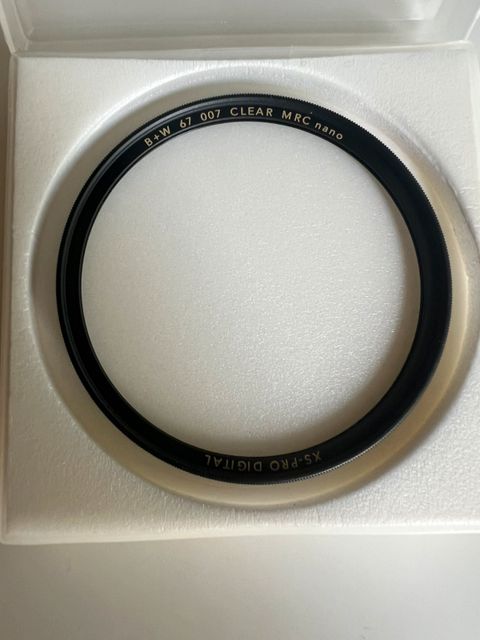 B+W 67 007 CLEAR MRC nano
XS-PRO DIGITAL